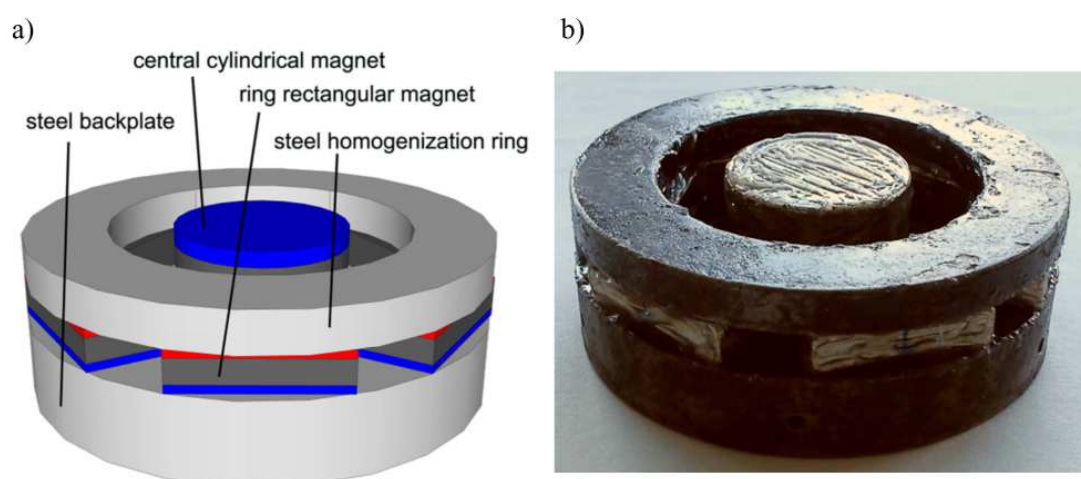 a)
b)
central cylindrical magnet
ring rectangular magnet
steel backplate
steel homogenization ring